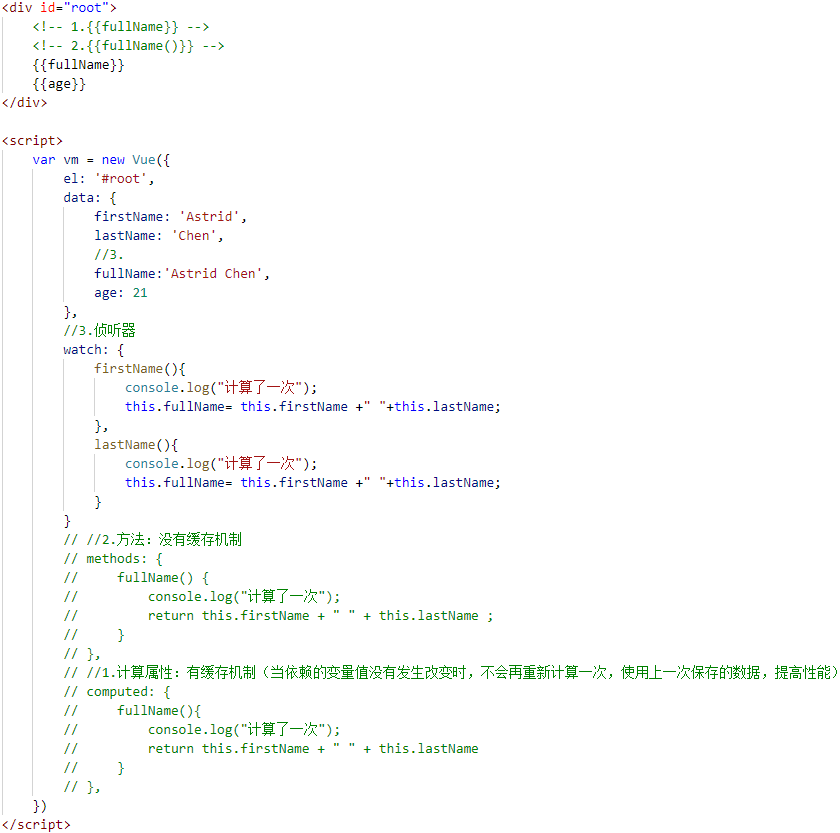 <div id="root">
    <!-- 1.{{fullName}} -->
    <!-- 2.{{fullName()}} -->
    {{fullName}}
    {{age}}
</div>

<script>
    var vm = new Vue({
        el: '#root',
        data: {
            firstName: 'Astrid',
            lastName: 'Chen',
            //3.
            fullName:'Astrid Chen',
            age: 21
        },
        //3.侦听器
        watch: {
            firstName(){
                console.log("计算了一次");
                this.fullName= this.firstName +" "+this.lastName;
            },
            lastName(){
                console.log("计算了一次");
                this.fullName= this.firstName +" "+this.lastName;
            }
        }
        // //2.方法：没有缓存机制
        // methods: {
        //     fullName() {
        //         console.log("计算了一次");
        //         return this.firstName + " " + this.lastName ;
        //     }
        // },
        // //1.计算属性：有缓存机制（当依赖的变量值没有发生改变时，不会再重新计算一次，使用上一次保存的数据，提高性能）
        // computed: {
        //     fullName(){
        //         console.log("计算了一次");
        //         return this.firstName + " " + this.lastName
        //     }
        // },
    })
</script>